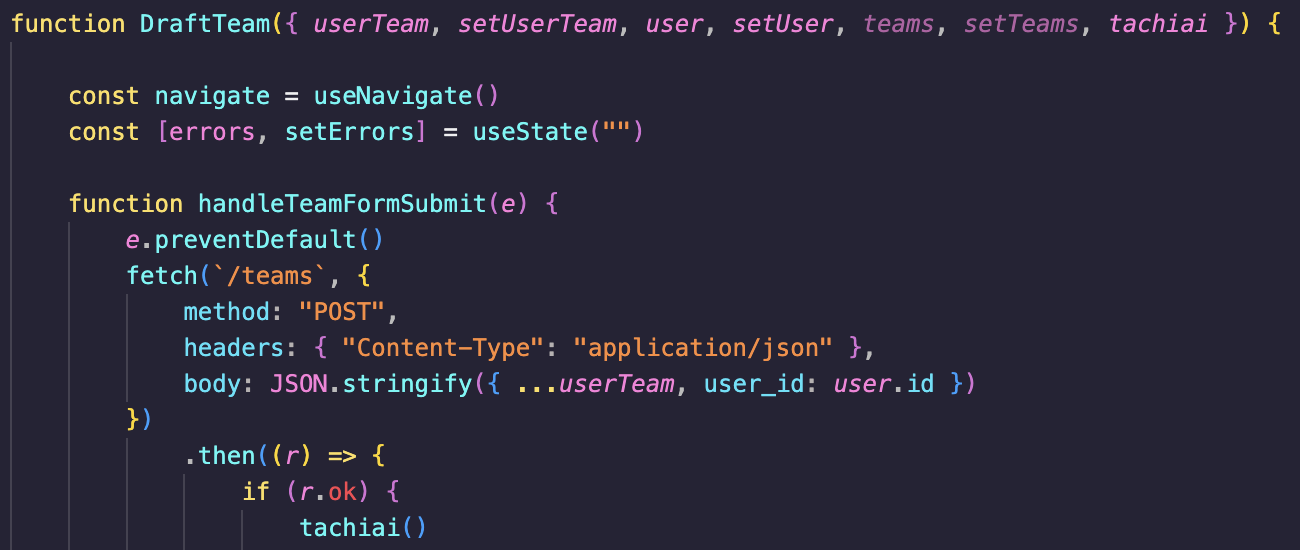 function DraftTeam({ userTeam, setUserTeam, user, setUser, teams, setTeams, tachiai }) {
const navigate = useNavigate()
const [errors, setErrors] = useState("")
function handleTeamFormSubmit(e) {
e.preventDefault()
fetch(`/teams`, {
method: "POST",
headers: { "Content-Type": "application/json" },
body: JSON.stringify({ ...userTeam, user_id: user.id })
})
.then((r) => {
if (r.ok) {
tachiai()